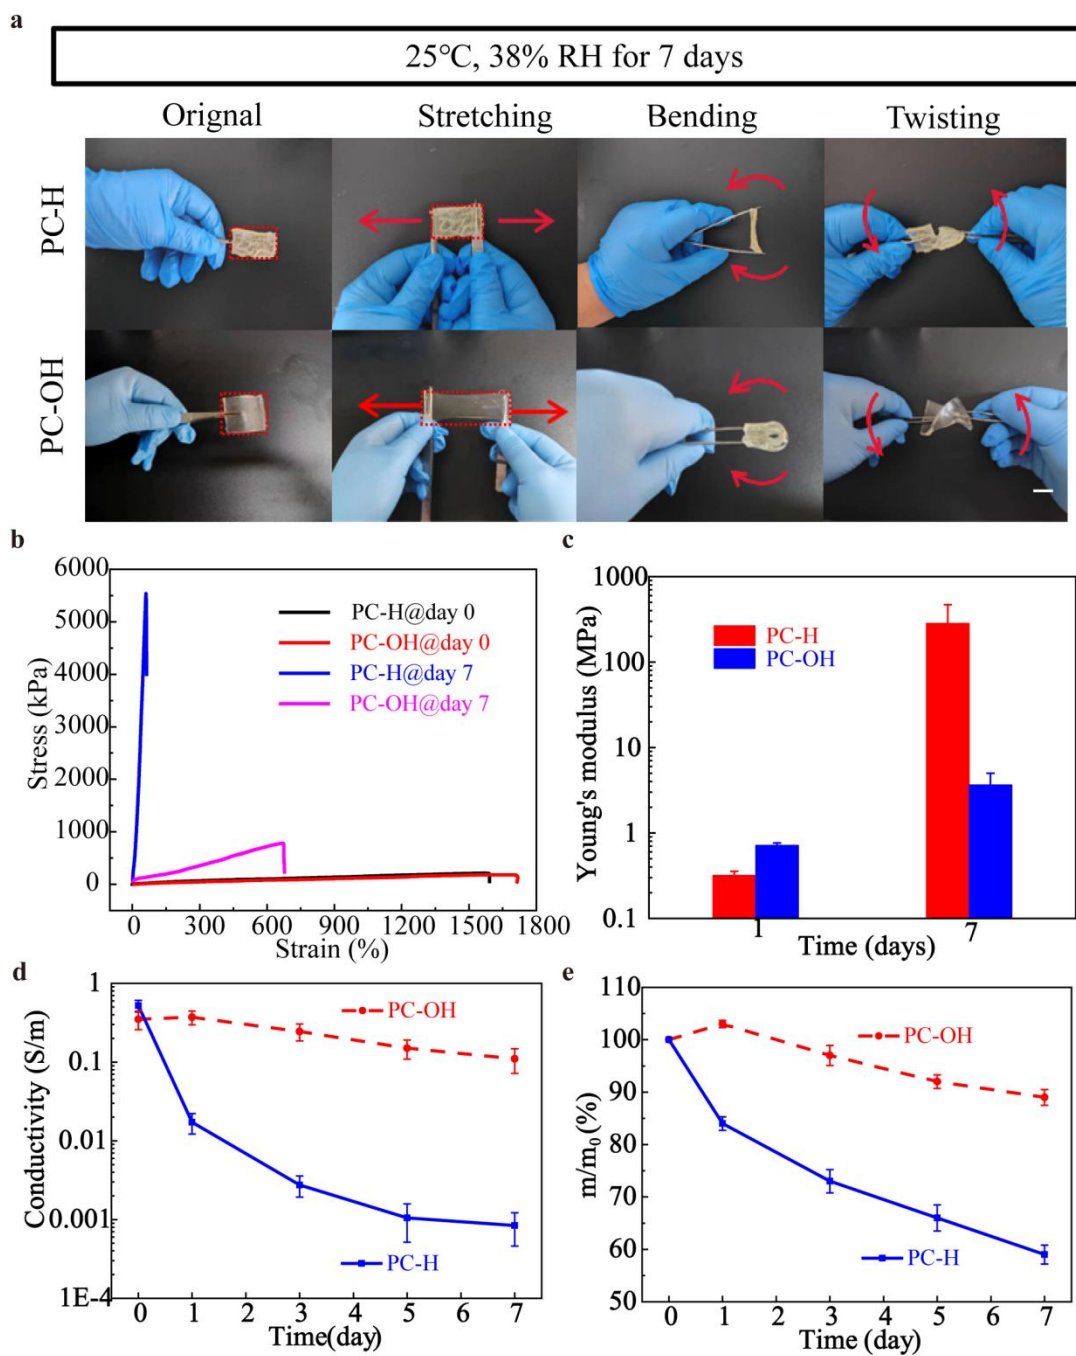 a
25°C, 38% RH for 7 days
Orignal Stretching Bending Twisting
PC-H
PC-OH
b
6000
5000
4000
3000
2000
1000
0
Stress (kPa)
PC-H@day 0
PC-OH@day 0
PC-H@day 7
PC-OH@day 7
0 300 600 900 1200 1500 1800
Strain (%)
c
1000
100
10
1
0.1
Young's modulus (MPa)
PC-H
PC-OH
1 7
Time (days)
d
1
0.1
0.01
0.001
1E-4
Conductivity (S/m)
PC-OH
PC-H
0 1 2 3 4 5 6 7
Time(day)
e
110
100
90
80
70
60
50
m/m₀ (%)
PC-OH
PC-H
0 1 2 3 4 5 6 7
Time (day)